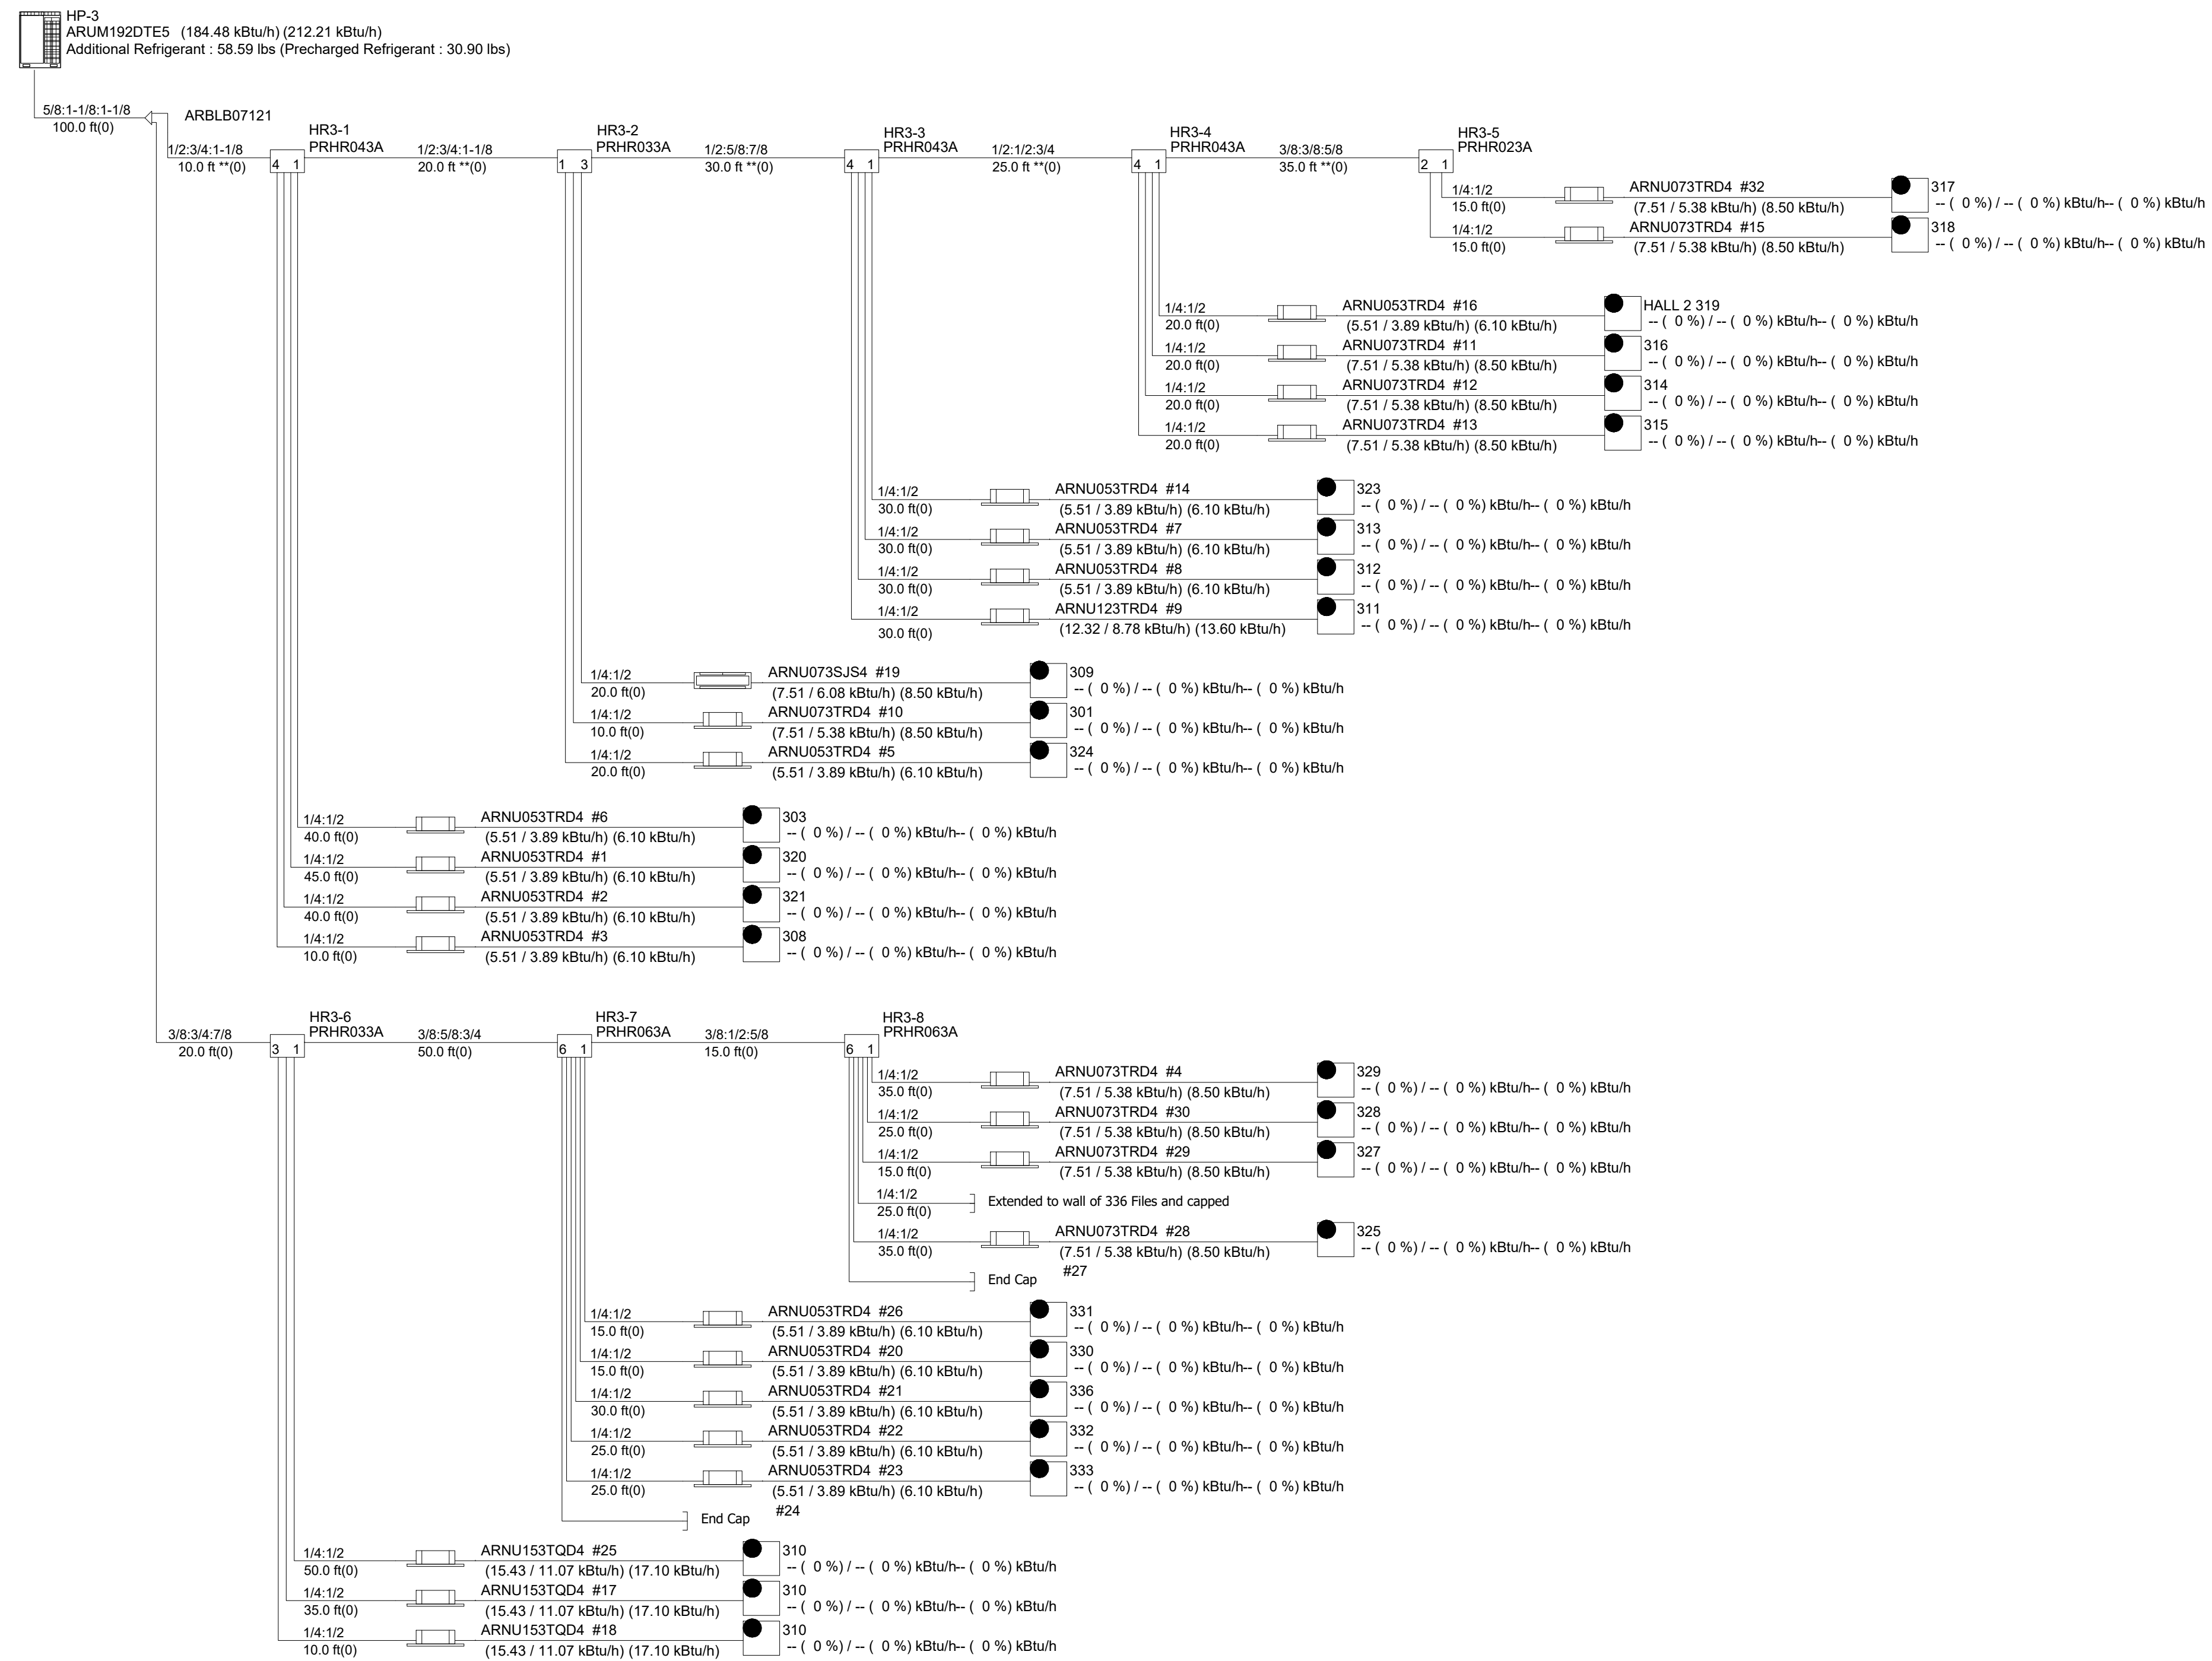 HP-3
ARUM192DTE5 (184.48 kBtu/h) (212.21 kBtu/h)
Additional Refrigerant : 58.59 lbs (Precharged Refrigerant : 30.90 lbs)
5/8:1-1/8:1-1/8
100.0 ft(0)
ARBLB07121
1/2:3/4:1-1/8
10.0 ft **(0)
HR3-1
PRHR043A
4 1
1/2:3/4:1-1/8
20.0 ft **(0)
HR3-2
PRHR033A
1 3
1/2:5/8:7/8
30.0 ft **(0)
HR3-3
PRHR043A
4 1
1/2:1/2:3/4
25.0 ft **(0)
HR3-4
PRHR043A
4 1
3/8:3/8:5/8
35.0 ft **(0)
HR3-5
PRHR023A
2 1
1/4:1/2
15.0 ft(0)
ARNU073TRD4 #32
(7.51 / 5.38 kBtu/h) (8.50 kBtu/h)
317
-- ( 0 %) / -- ( 0 %) kBtu/h-- ( 0 %) kBtu/h
1/4:1/2
15.0 ft(0)
ARNU073TRD4 #15
(7.51 / 5.38 kBtu/h) (8.50 kBtu/h)
318
-- ( 0 %) / -- ( 0 %) kBtu/h-- ( 0 %) kBtu/h
1/4:1/2
20.0 ft(0)
ARNU053TRD4 #16
(5.51 / 3.89 kBtu/h) (6.10 kBtu/h)
HALL 2 319
-- ( 0 %) / -- ( 0 %) kBtu/h-- ( 0 %) kBtu/h
1/4:1/2
20.0 ft(0)
ARNU073TRD4 #11
(7.51 / 5.38 kBtu/h) (8.50 kBtu/h)
316
-- ( 0 %) / -- ( 0 %) kBtu/h-- ( 0 %) kBtu/h
1/4:1/2
20.0 ft(0)
ARNU073TRD4 #12
(7.51 / 5.38 kBtu/h) (8.50 kBtu/h)
314
-- ( 0 %) / -- ( 0 %) kBtu/h-- ( 0 %) kBtu/h
1/4:1/2
20.0 ft(0)
ARNU073TRD4 #13
(7.51 / 5.38 kBtu/h) (8.50 kBtu/h)
315
-- ( 0 %) / -- ( 0 %) kBtu/h-- ( 0 %) kBtu/h
1/4:1/2
30.0 ft(0)
ARNU053TRD4 #14
(5.51 / 3.89 kBtu/h) (6.10 kBtu/h)
323
-- ( 0 %) / -- ( 0 %) kBtu/h-- ( 0 %) kBtu/h
1/4:1/2
30.0 ft(0)
ARNU053TRD4 #7
(5.51 / 3.89 kBtu/h) (6.10 kBtu/h)
313
-- ( 0 %) / -- ( 0 %) kBtu/h-- ( 0 %) kBtu/h
1/4:1/2
30.0 ft(0)
ARNU053TRD4 #8
(5.51 / 3.89 kBtu/h) (6.10 kBtu/h)
312
-- ( 0 %) / -- ( 0 %) kBtu/h-- ( 0 %) kBtu/h
1/4:1/2
30.0 ft(0)
ARNU123TRD4 #9
(12.32 / 8.78 kBtu/h) (13.60 kBtu/h)
311
-- ( 0 %) / -- ( 0 %) kBtu/h-- ( 0 %) kBtu/h
1/4:1/2
20.0 ft(0)
ARNU073SJS4 #19
(7.51 / 6.08 kBtu/h) (8.50 kBtu/h)
309
-- ( 0 %) / -- ( 0 %) kBtu/h-- ( 0 %) kBtu/h
1/4:1/2
10.0 ft(0)
ARNU073TRD4 #10
(7.51 / 5.38 kBtu/h) (8.50 kBtu/h)
301
-- ( 0 %) / -- ( 0 %) kBtu/h-- ( 0 %) kBtu/h
1/4:1/2
20.0 ft(0)
ARNU053TRD4 #5
(5.51 / 3.89 kBtu/h) (6.10 kBtu/h)
324
-- ( 0 %) / -- ( 0 %) kBtu/h-- ( 0 %) kBtu/h
1/4:1/2
40.0 ft(0)
ARNU053TRD4 #6
(5.51 / 3.89 kBtu/h) (6.10 kBtu/h)
303
-- ( 0 %) / -- ( 0 %) kBtu/h-- ( 0 %) kBtu/h
1/4:1/2
45.0 ft(0)
ARNU053TRD4 #1
(5.51 / 3.89 kBtu/h) (6.10 kBtu/h)
320
-- ( 0 %) / -- ( 0 %) kBtu/h-- ( 0 %) kBtu/h
1/4:1/2
40.0 ft(0)
ARNU053TRD4 #2
(5.51 / 3.89 kBtu/h) (6.10 kBtu/h)
321
-- ( 0 %) / -- ( 0 %) kBtu/h-- ( 0 %) kBtu/h
1/4:1/2
10.0 ft(0)
ARNU053TRD4 #3
(5.51 / 3.89 kBtu/h) (6.10 kBtu/h)
308
-- ( 0 %) / -- ( 0 %) kBtu/h-- ( 0 %) kBtu/h
3/8:3/4:7/8
20.0 ft(0)
HR3-6
PRHR033A
3 1
3/8:5/8:3/4
50.0 ft(0)
HR3-7
PRHR063A
6 1
3/8:1/2:5/8
15.0 ft(0)
HR3-8
PRHR063A
6 1
1/4:1/2
35.0 ft(0)
ARNU073TRD4 #4
(7.51 / 5.38 kBtu/h) (8.50 kBtu/h)
329
-- ( 0 %) / -- ( 0 %) kBtu/h-- ( 0 %) kBtu/h
1/4:1/2
25.0 ft(0)
ARNU073TRD4 #30
(7.51 / 5.38 kBtu/h) (8.50 kBtu/h)
328
-- ( 0 %) / -- ( 0 %) kBtu/h-- ( 0 %) kBtu/h
1/4:1/2
15.0 ft(0)
ARNU073TRD4 #29
(7.51 / 5.38 kBtu/h) (8.50 kBtu/h)
327
-- ( 0 %) / -- ( 0 %) kBtu/h-- ( 0 %) kBtu/h
1/4:1/2
25.0 ft(0)
Extended to wall of 336 Files and capped
1/4:1/2
35.0 ft(0)
ARNU073TRD4 #28
(7.51 / 5.38 kBtu/h) (8.50 kBtu/h)
325
-- ( 0 %) / -- ( 0 %) kBtu/h-- ( 0 %) kBtu/h
#27
End Cap
1/4:1/2
15.0 ft(0)
ARNU053TRD4 #26
(5.51 / 3.89 kBtu/h) (6.10 kBtu/h)
331
-- ( 0 %) / -- ( 0 %) kBtu/h-- ( 0 %) kBtu/h
1/4:1/2
15.0 ft(0)
ARNU053TRD4 #20
(5.51 / 3.89 kBtu/h) (6.10 kBtu/h)
330
-- ( 0 %) / -- ( 0 %) kBtu/h-- ( 0 %) kBtu/h
1/4:1/2
30.0 ft(0)
ARNU053TRD4 #21
(5.51 / 3.89 kBtu/h) (6.10 kBtu/h)
336
-- ( 0 %) / -- ( 0 %) kBtu/h-- ( 0 %) kBtu/h
1/4:1/2
25.0 ft(0)
ARNU053TRD4 #22
(5.51 / 3.89 kBtu/h) (6.10 kBtu/h)
332
-- ( 0 %) / -- ( 0 %) kBtu/h-- ( 0 %) kBtu/h
1/4:1/2
25.0 ft(0)
ARNU053TRD4 #23
(5.51 / 3.89 kBtu/h) (6.10 kBtu/h)
333
-- ( 0 %) / -- ( 0 %) kBtu/h-- ( 0 %) kBtu/h
#24
End Cap
1/4:1/2
50.0 ft(0)
ARNU153TQD4 #25
(15.43 / 11.07 kBtu/h) (17.10 kBtu/h)
310
-- ( 0 %) / -- ( 0 %) kBtu/h-- ( 0 %) kBtu/h
1/4:1/2
35.0 ft(0)
ARNU153TQD4 #17
(15.43 / 11.07 kBtu/h) (17.10 kBtu/h)
310
-- ( 0 %) / -- ( 0 %) kBtu/h-- ( 0 %) kBtu/h
1/4:1/2
10.0 ft(0)
ARNU153TQD4 #18
(15.43 / 11.07 kBtu/h) (17.10 kBtu/h)
310
-- ( 0 %) / -- ( 0 %) kBtu/h-- ( 0 %) kBtu/h